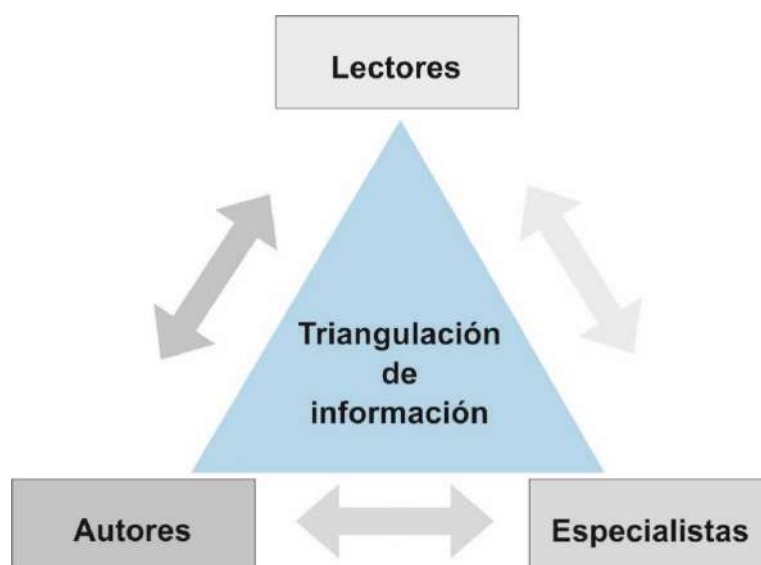 Lectores
Triangulación
de
información
Autores
Especialistas